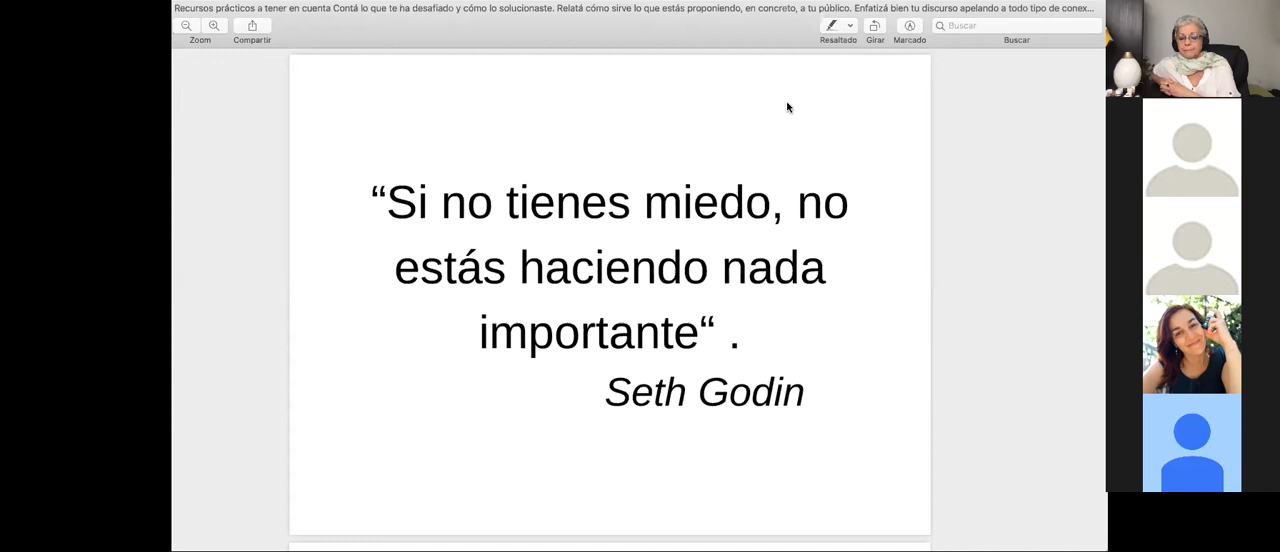 Recursos prácticos a tener en cuenta Contá lo que te ha desafiado y cómo lo solucionaste. Relatá cómo sirve lo que estás proponiendo, en concreto, a tu público. Enfatizá bien tu discurso apelando a todo tipo de conex...
Zoom
Compartir
Resaltado
Girar
Marcado
Buscar
Buscar
“Si no tienes miedo, no
estás haciendo nada
importante“ .
Seth Godin